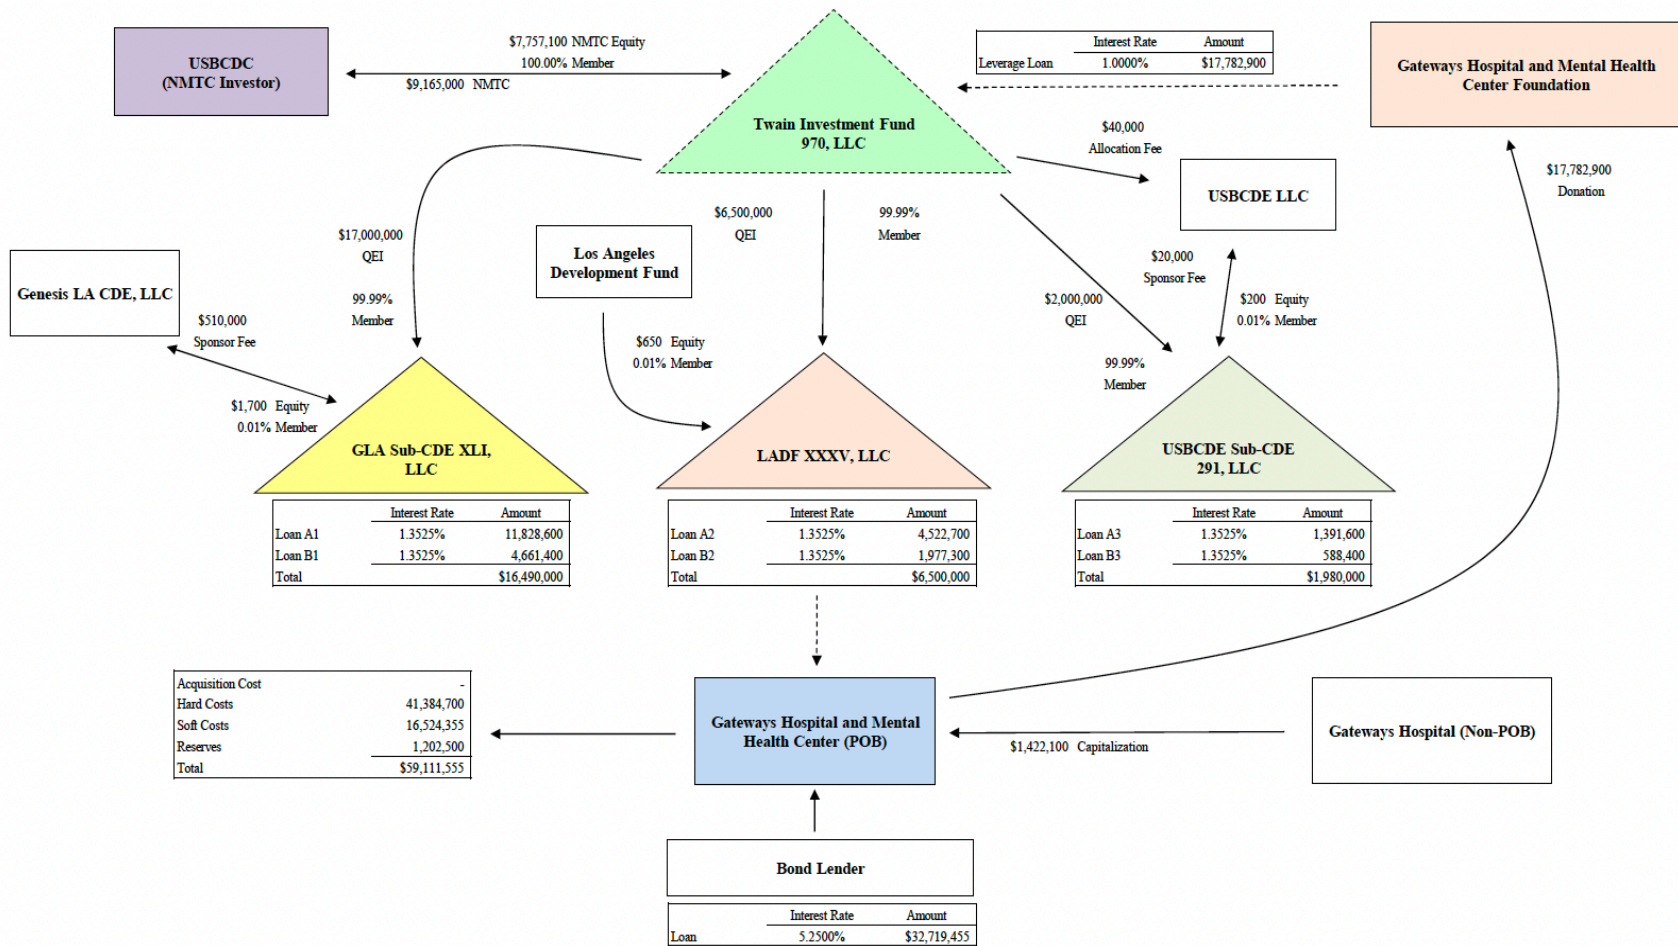 USBCDC
(NMTC Investor)
$7,757,100 NMTC Equity
100.00% Member
$9,165,000 NMTC
Twain Investment Fund
970, LLC
Interest Rate Amount
Leverage Loan 1.0000% $17,782,900
Gateways Hospital and Mental Health
Center Foundation
$40,000
Allocation Fee
USBCDE LLC
$17,782,900
Donation
$17,000,000
QEI
99.99%
Member
$6,500,000
QEI
99.99%
Member
Los Angeles
Development Fund
Genesis LA CDE, LLC
$510,000
Sponsor Fee
$1,700 Equity
0.01% Member
$650 Equity
0.01% Member
$20,000
Sponsor Fee
$2,000,000
QEI
$200 Equity
0.01% Member
99.99%
Member
GLA Sub-CDE XLI,
LLC
LADF XXXV, LLC
USBCDE Sub-CDE
291, LLC
Interest Rate Amount
Loan A1 1.3525% 11,828,600
Loan B1 1.3525% 4,661,400
Total $16,490,000
Interest Rate Amount
Loan A2 1.3525% 4,522,700
Loan B2 1.3525% 1,977,300
Total $6,500,000
Interest Rate Amount
Loan A3 1.3525% 1,391,600
Loan B3 1.3525% 588,400
Total $1,980,000
Acquisition Cost -
Hard Costs 41,384,700
Soft Costs 16,524,355
Reserves 1,202,500
Total $59,111,555
Gateways Hospital and Mental
Health Center (POB)
$1,422,100 Capitalization
Gateways Hospital (Non-POB)
Bond Lender
Interest Rate Amount
Loan 5.2500% $32,719,455